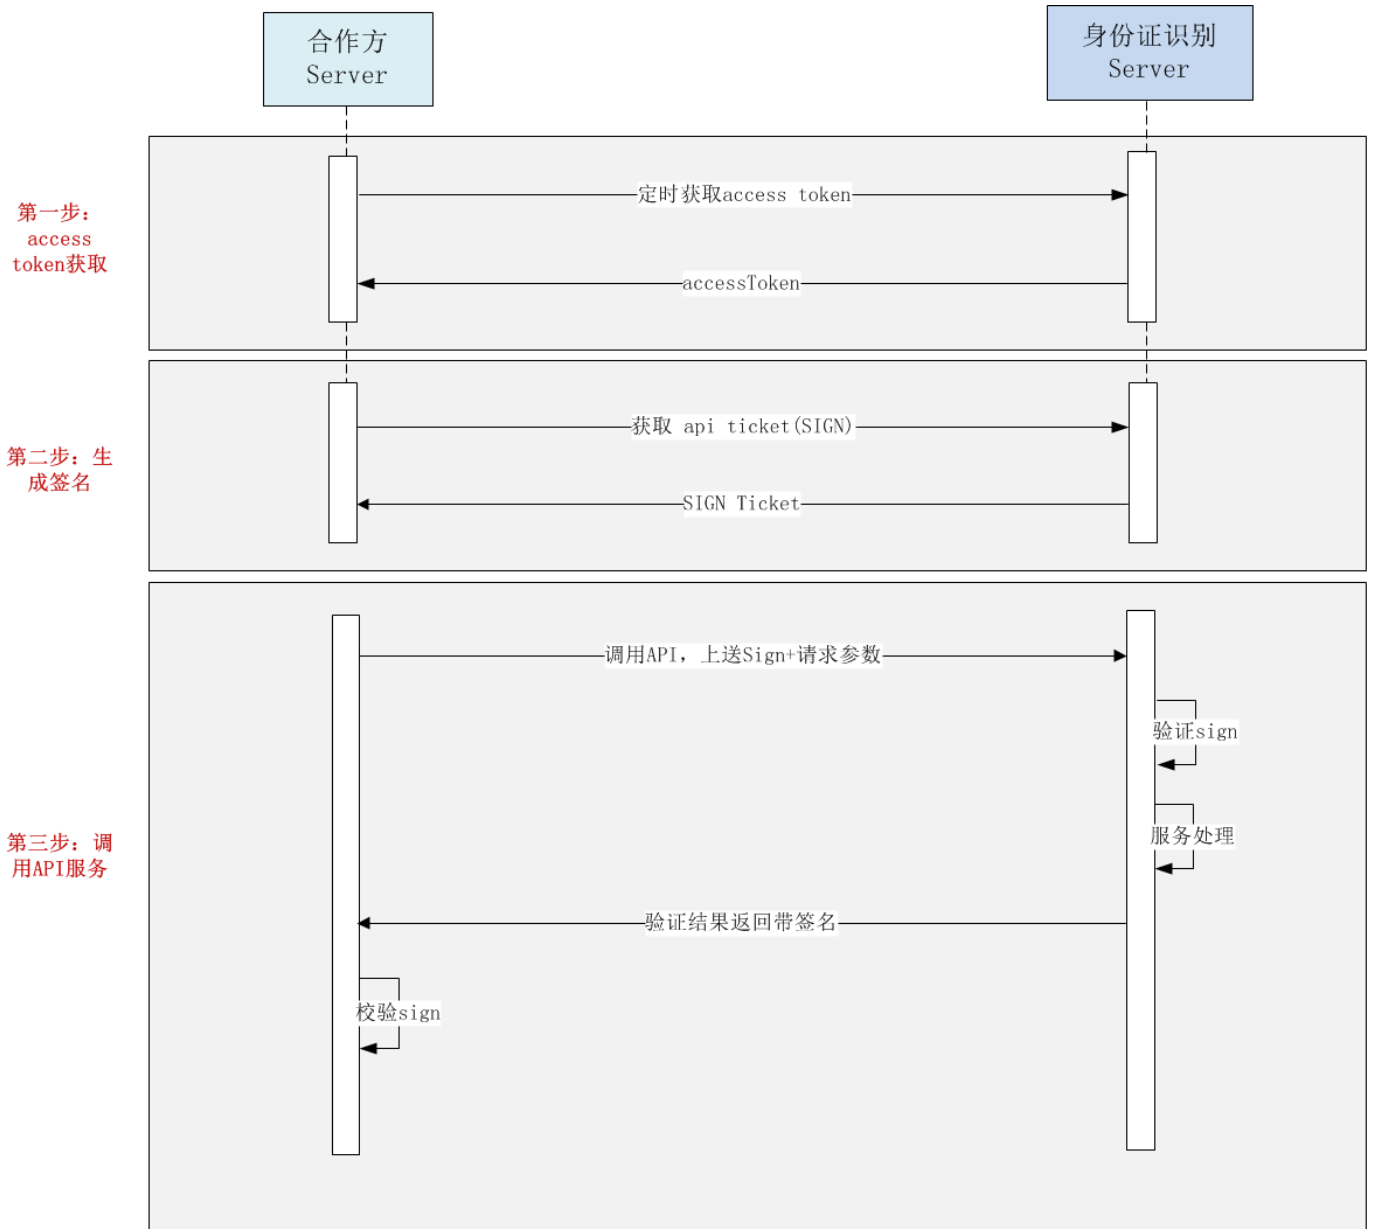 合作方
Server
身份证识别
Server
第一步：
access
token获取
定时获取access token
accessToken
第二步：生
成签名
获取 api ticket(SIGN)
SIGN Ticket
第三步：调
用API服务
调用API，上送Sign+请求参数
验证sign
服务处理
验证结果返回带签名
校验sign